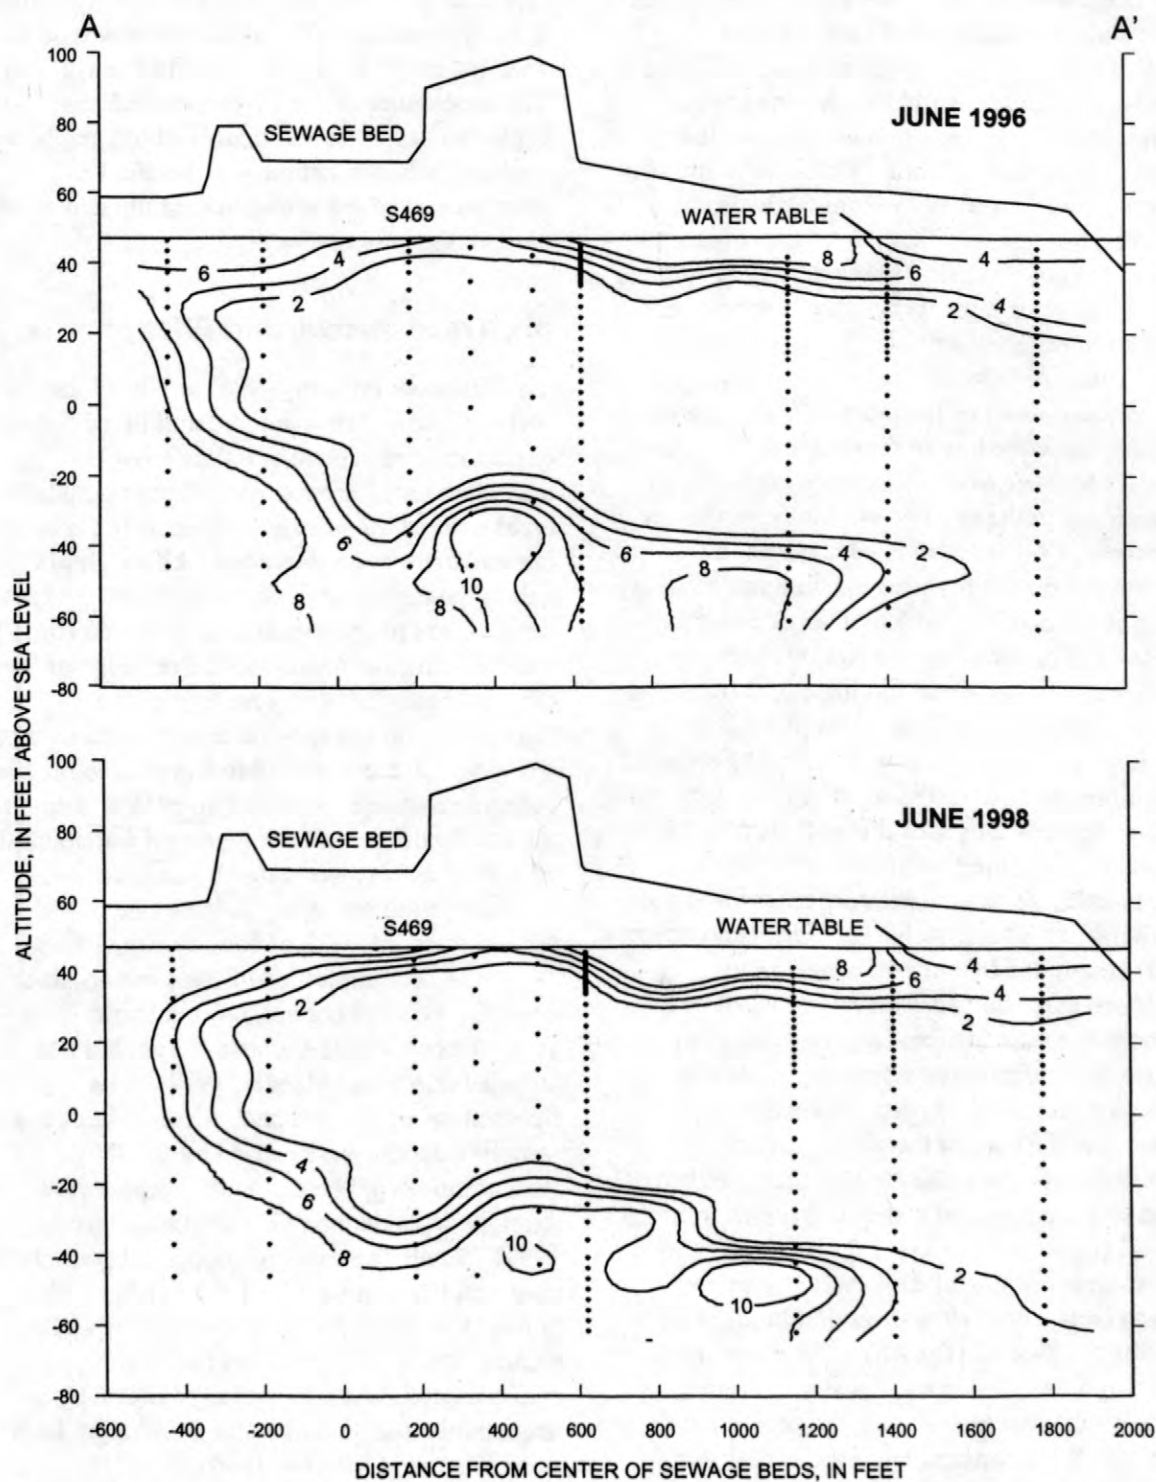 A A'
100
80
60
40
20
0
-20
-40
-60
-80
JUNE 1996
SEWAGE BED
S469
WATER TABLE
6 4 8 6 4
2 2 4
6 6 4 2
8 8 10 8
ALTITUDE, IN FEET ABOVE SEA LEVEL
100
80
60
40
20
0
-20
-40
-60
-80
JUNE 1998
SEWAGE BED
S469
WATER TABLE
8 6 4
2 4
2
4
6
8 10 2
10
-600 -400 -200 0 200 400 600 800 1000 1200 1400 1600 1800 2000
DISTANCE FROM CENTER OF SEWAGE BEDS, IN FEET